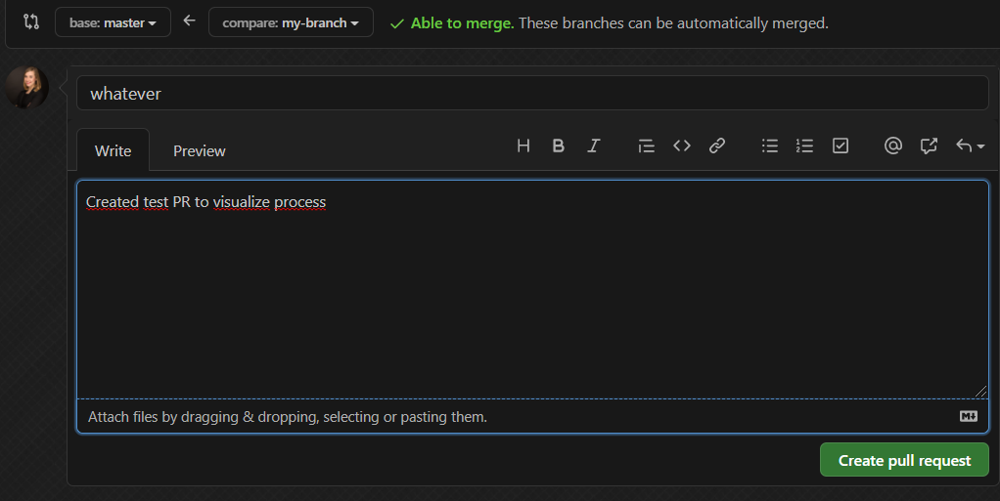 base: master compare: my-branch Able to merge. These branches can be automatically merged.
whatever
Write Preview
Created test PR to visualize process
Attach files by dragging & dropping, selecting or pasting them.
Create pull request